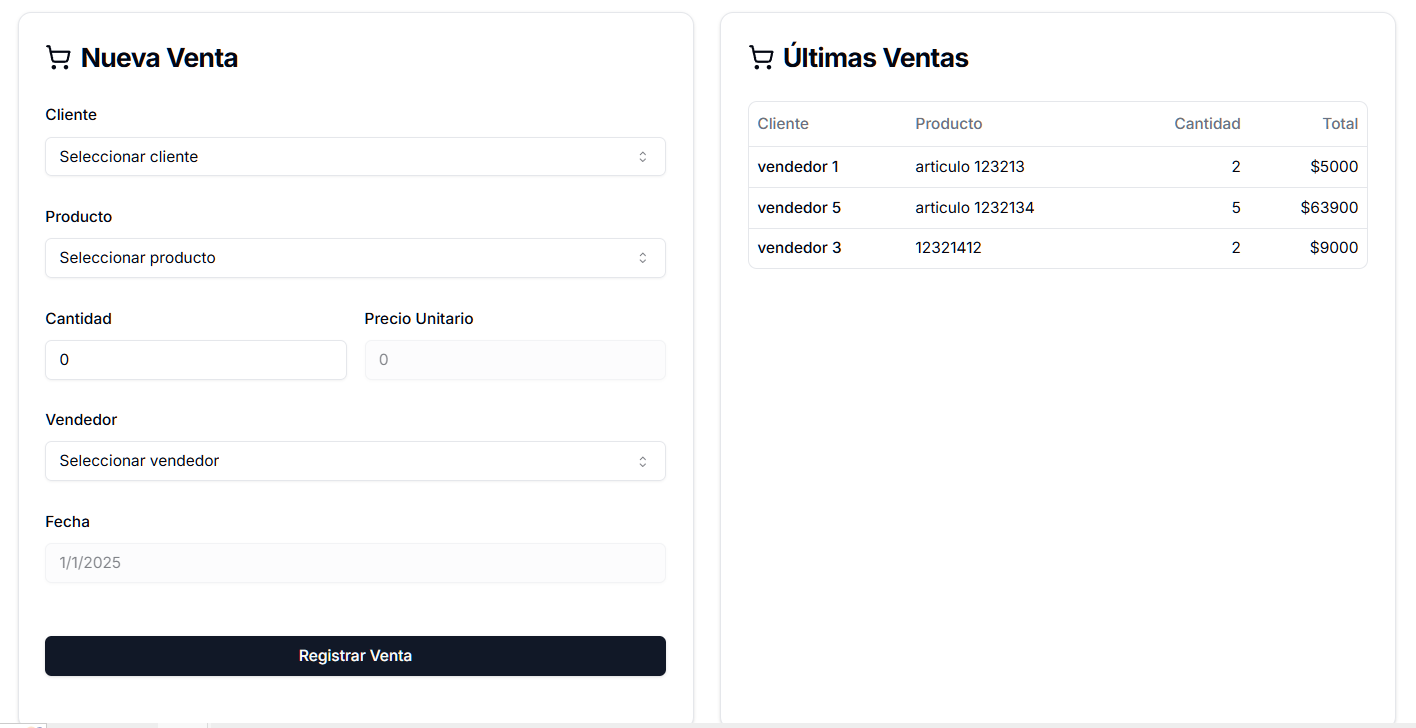 Nueva Venta
Cliente
Seleccionar cliente
Producto
Seleccionar producto
Cantidad Precio Unitario
0 0
Vendedor
Seleccionar vendedor
Fecha
1/1/2025
Registrar Venta
Últimas Ventas
Cliente Producto Cantidad Total
vendedor 1 articulo 123213 2 $5000
vendedor 5 articulo 1232134 5 $63900
vendedor 3 12321412 2 $9000